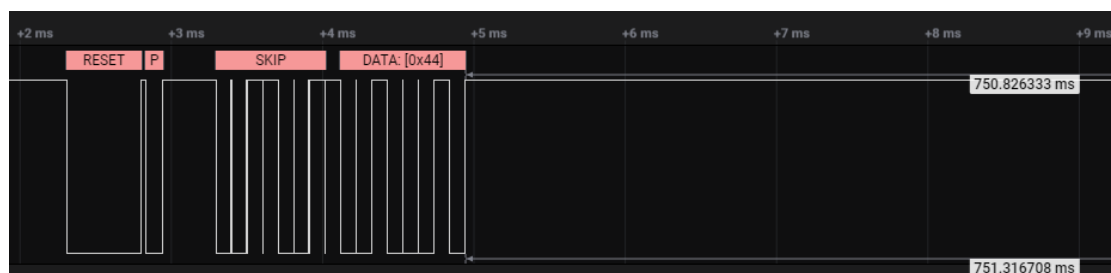 +2 ms +3 ms +4 ms +5 ms +6 ms +7 ms +8 ms +9 ms
RESET P SKIP DATA: [0x44]
750.826333 ms
751.316708 ms